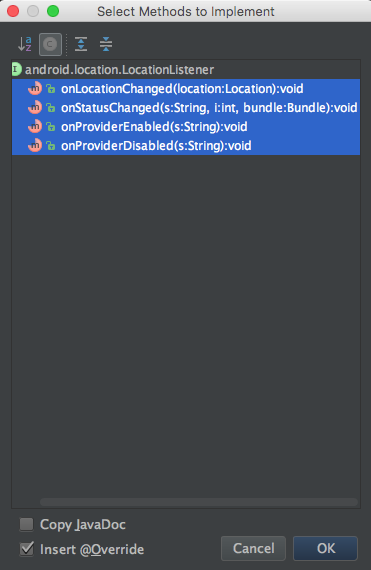 Select Methods to Implement
a
z
C
I android.location.LocationListener
m onLocationChanged(location:Location):void
m onStatusChanged(s:String, i:int, bundle:Bundle):void
m onProviderEnabled(s:String):void
m onProviderDisabled(s:String):void
Copy JavaDoc
Insert @Override
Cancel
OK